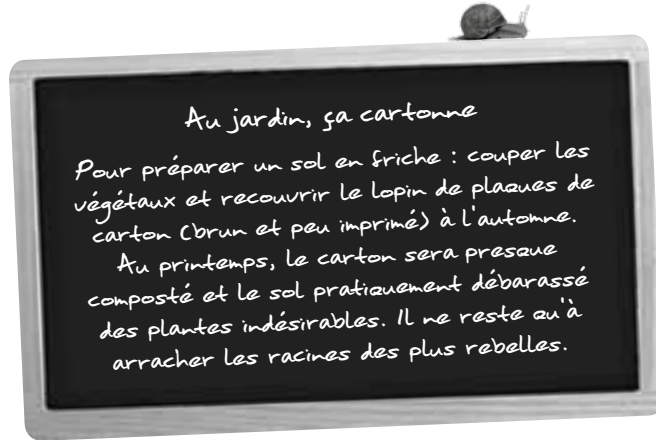 Au jardin, ça cartonne
Pour préparer un sol en friche : couper les
végétaux et recouvrir le lopin de plaques de
carton (brun et peu imprimé) à l'automne.
Au printemps, le carton sera presque
composté et le sol pratiquement débarassé
des plantes indésirables. Il ne reste qu'à
arracher les racines des plus rebelles.